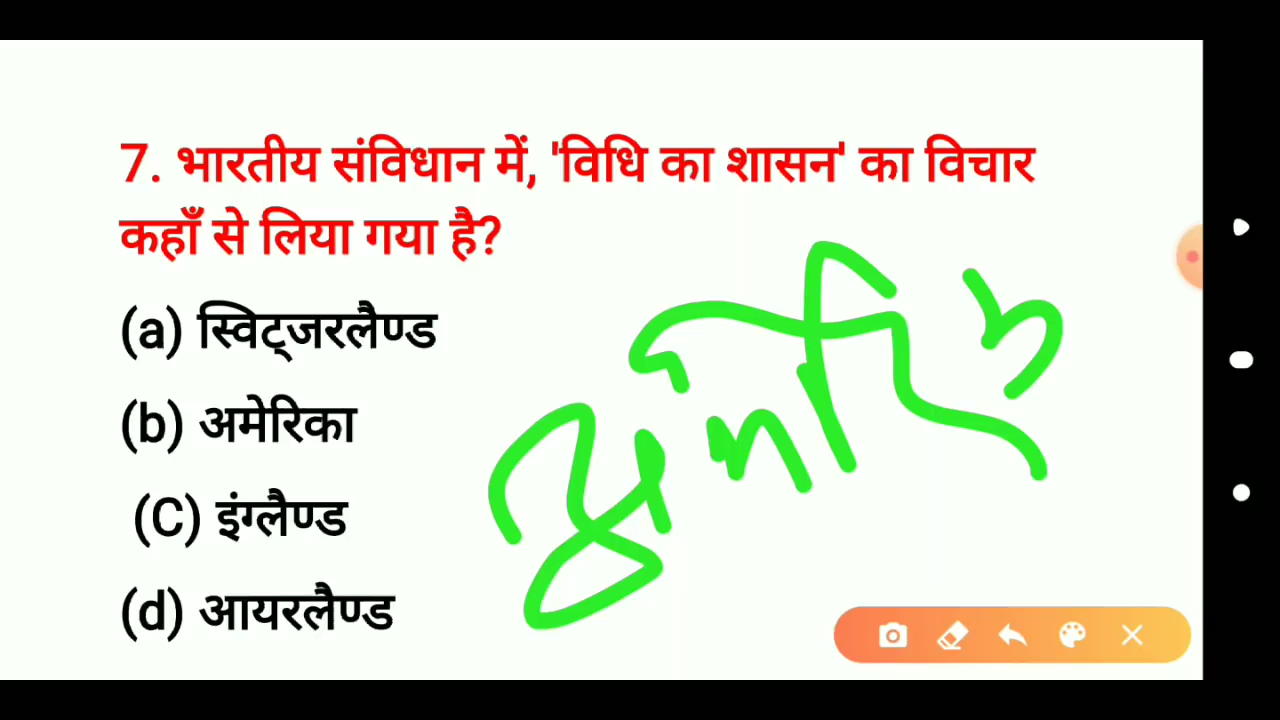 7. भारतीय संविधान में, 'विधि का शासन' का विचार
कहाँ से लिया गया है?
(a) स्विट्जरलैण्ड
(b) अमेरिका
(C) इंग्लैण्ड
(d) आयरलैण्ड